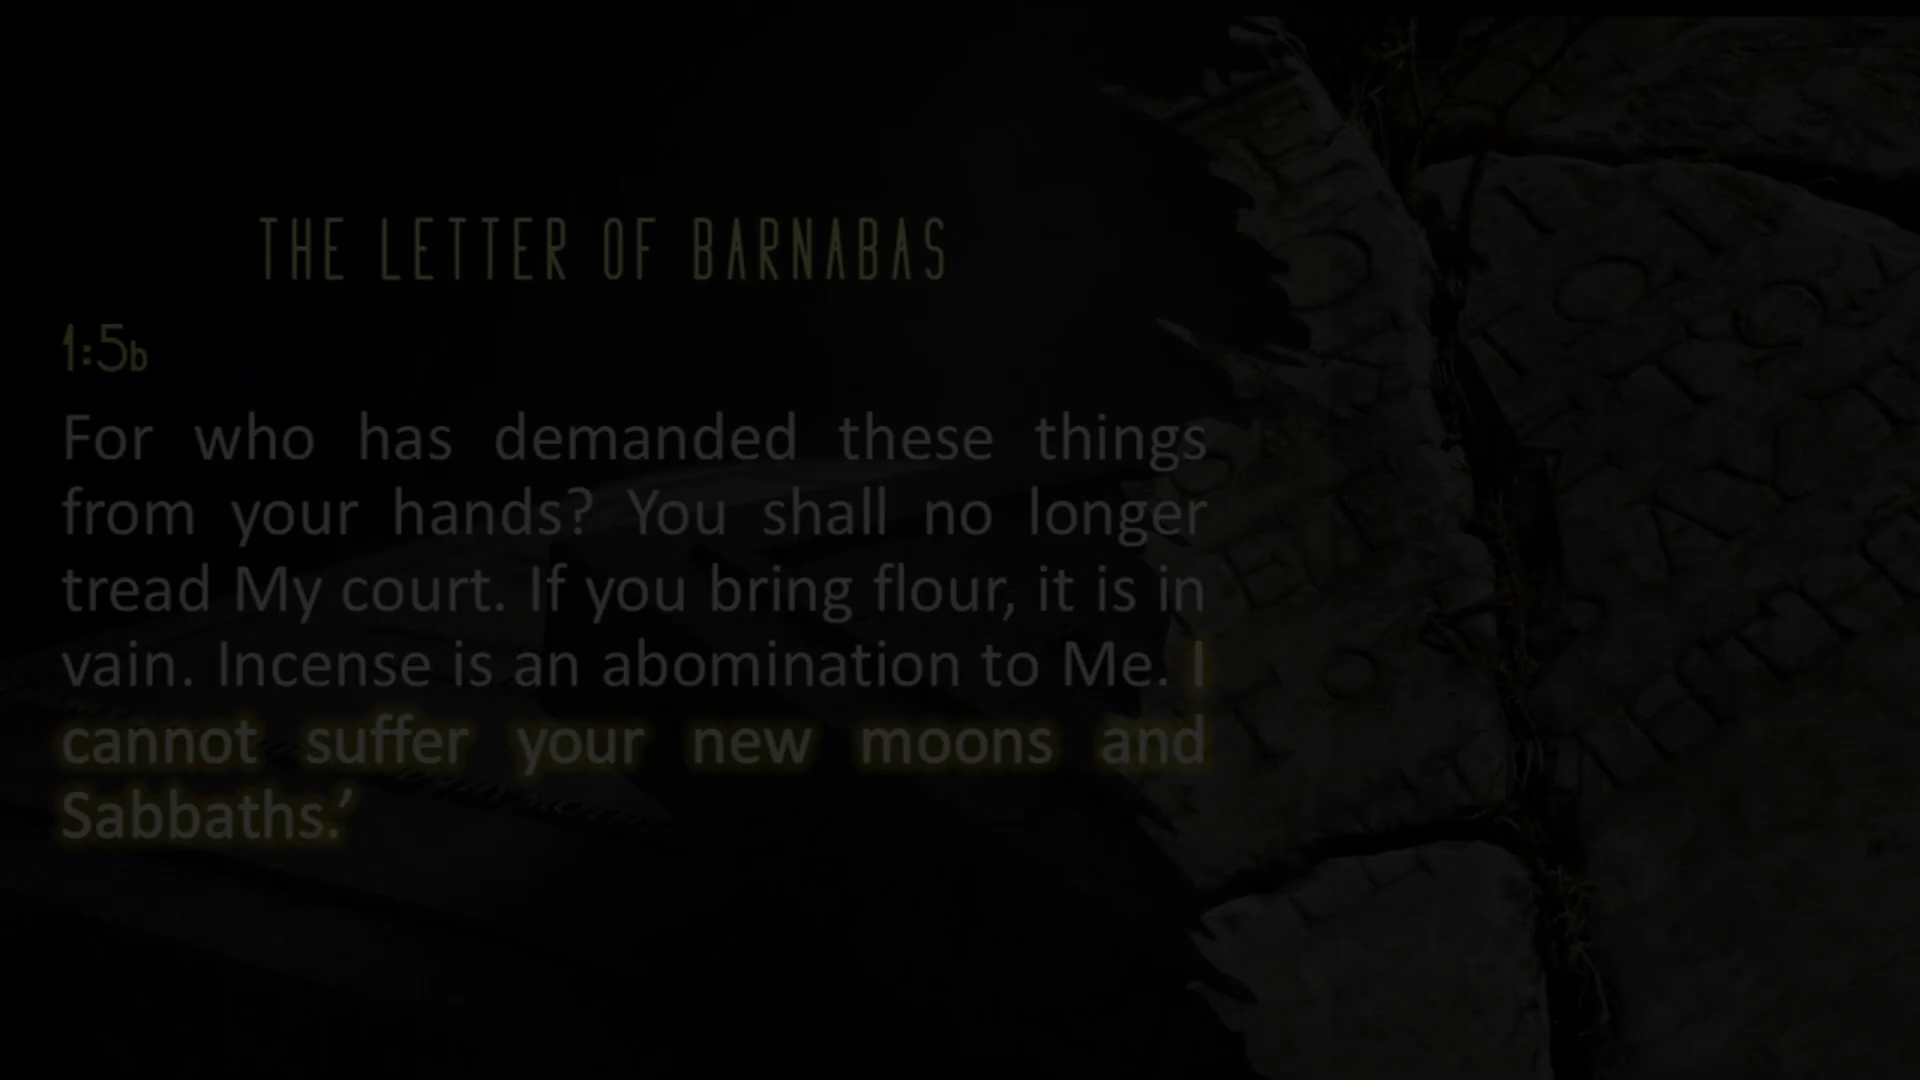 THE LETTER OF BARNABAS
1:5b
For who has demanded these things
from your hands? You shall no longer
tread My court. If you bring flour, it is in
vain. Incense is an abomination to Me. I
cannot suffer your new moons and
Sabbaths.’